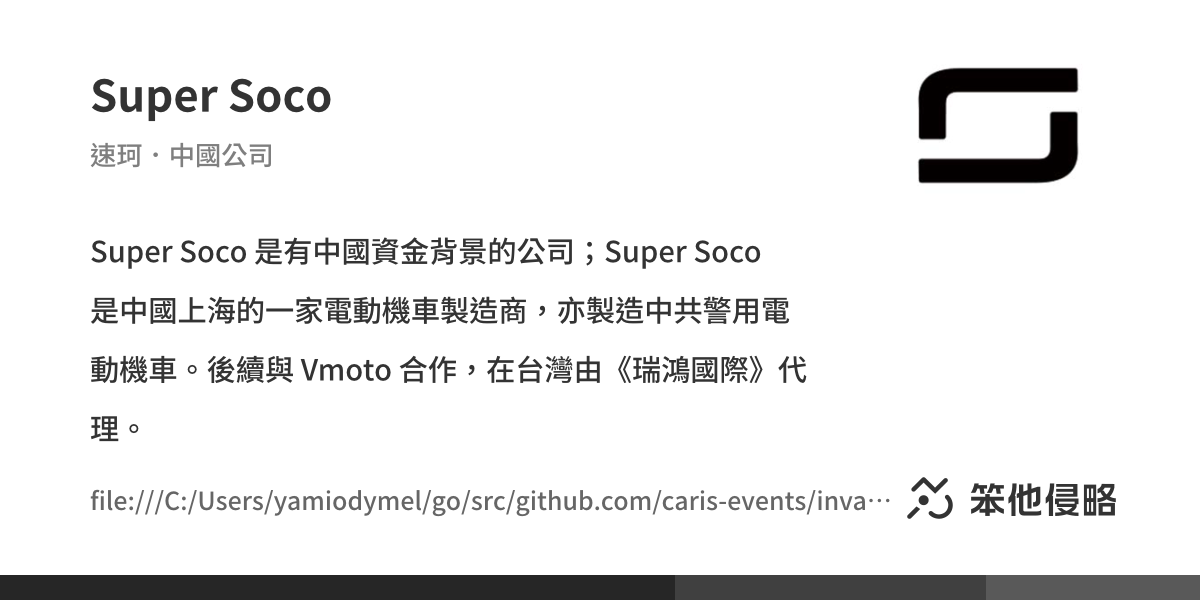 Super Soco
速珂・中國公司
Super Soco 是有中國資金背景的公司；Super Soco
是中國上海的一家電動機車製造商，亦製造中共警用電
動機車。後續與 Vmoto 合作，在台灣由《瑞鴻國際》代
理。
file:///C:/Users/yamiodymel/go/src/github.com/caris-events/inva…
笨他侵略